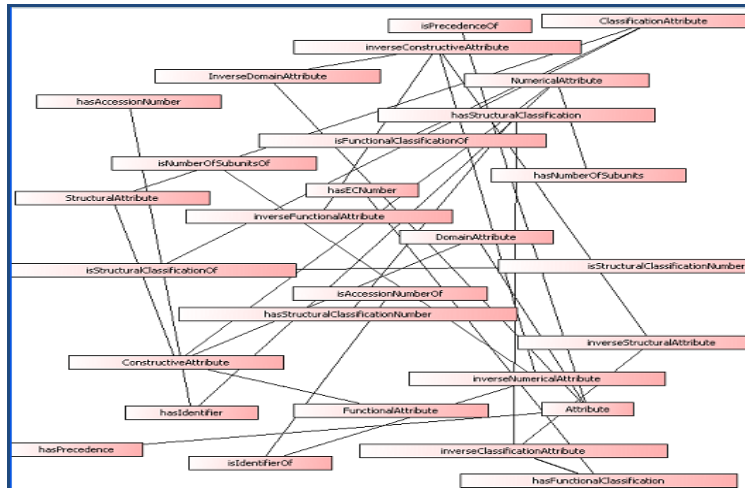 ClassificationAttribute
isPrecedenceOf
inverseConstructiveAttribute
InverseDomainAttribute
NumericalAttribute
hasAccessionNumber
hasStructuralClassification
isFunctionalClassificationOf
isNumberOfSubunitsOf
hasNumberOfSubunits
hasECNumber
StructuralAttribute
inverseFunctionalAttribute
DomainAttribute
isStructuralClassificationOf
isStructuralClassificationNumber
isAccessionNumberOf
hasStructuralClassificationNumber
inverseStructuralAttribute
ConstructiveAttribute
inverseNumericalAttribute
hasIdentifier
FunctionalAttribute
Attribute
hasPrecedence
inverseClassificationAttribute
isIdentifierOf
hasFunctionalClassification